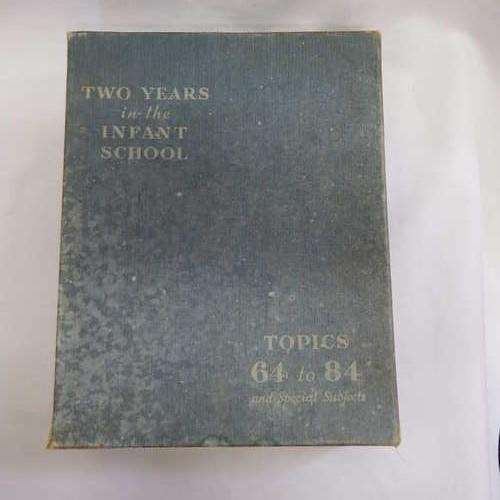 TWO YEARS
in the
INFANT
SCHOOL
TOPICS
64 to 84
and Special Subjects